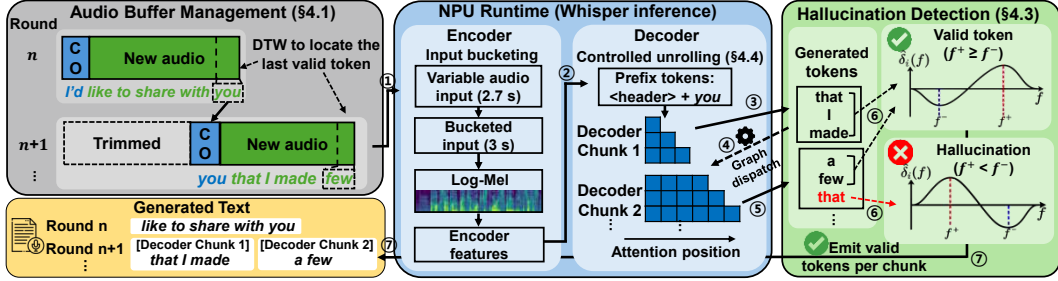 Audio Buffer Management (§4.1)
Round
n
C
O
New audio
DTW to locate the
last valid token
I'd like to share with you
n+1
Trimmed
C
O
New audio
you that I made few
⋮
Generated Text
Round n
like to share with you
Round n+1
[Decoder Chunk 1]
that I made
[Decoder Chunk 2]
a few
⋮
⑦
NPU Runtime (Whisper inference)
①
Encoder
Input bucketing
Variable audio
input (2.7 s)
Bucketed
input (3 s)
Log-Mel
Encoder
features
②
Decoder
Controlled unrolling (§4.4)
Prefix tokens:
<header> + you
Decoder
Chunk 1
Decoder
Chunk 2
⋮
⋮
Attention position
③
④
Graph
dispatch
⑤
Hallucination Detection (§4.3)
Generated
tokens
that
I
made
a
few
that
⋮
⑥
⑥
Valid token
(f⁺ ≥ f⁻)
δ̂ᵢ(f)
f
f⁻
f⁺
Hallucination
(f⁺ < f⁻)
δ̂ᵢ(f)
f
f⁺
f⁻
Emit valid
tokens per chunk
⑦